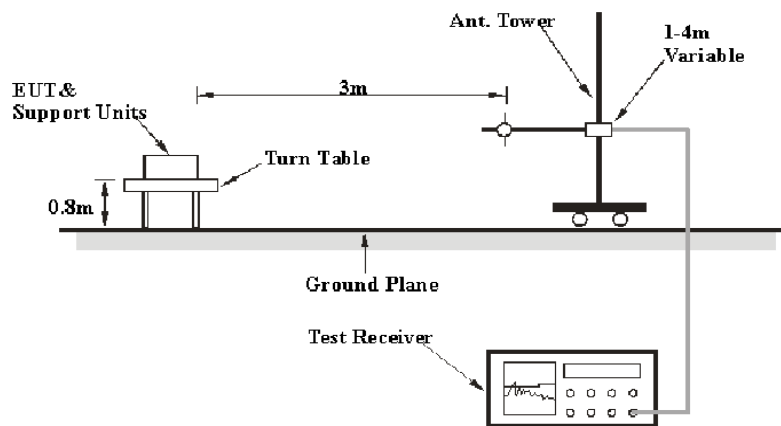 Ant. Tower
1-4m
Variable
EUT&
Support Units
3m
Turn Table
0.8m
Ground Plane
Test Receiver